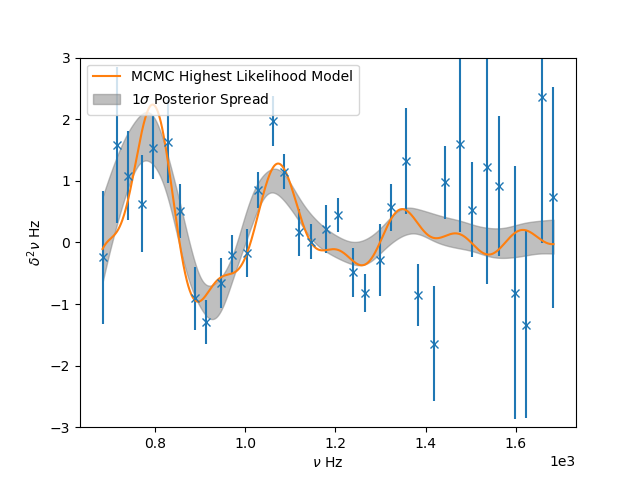 MCMC Highest Likelihood Model
1σ Posterior Spread
3
2
1
0
−1
−2
−3
δ²ν Hz
0.8
1.0
1.2
1.4
1.6
1e3
ν Hz